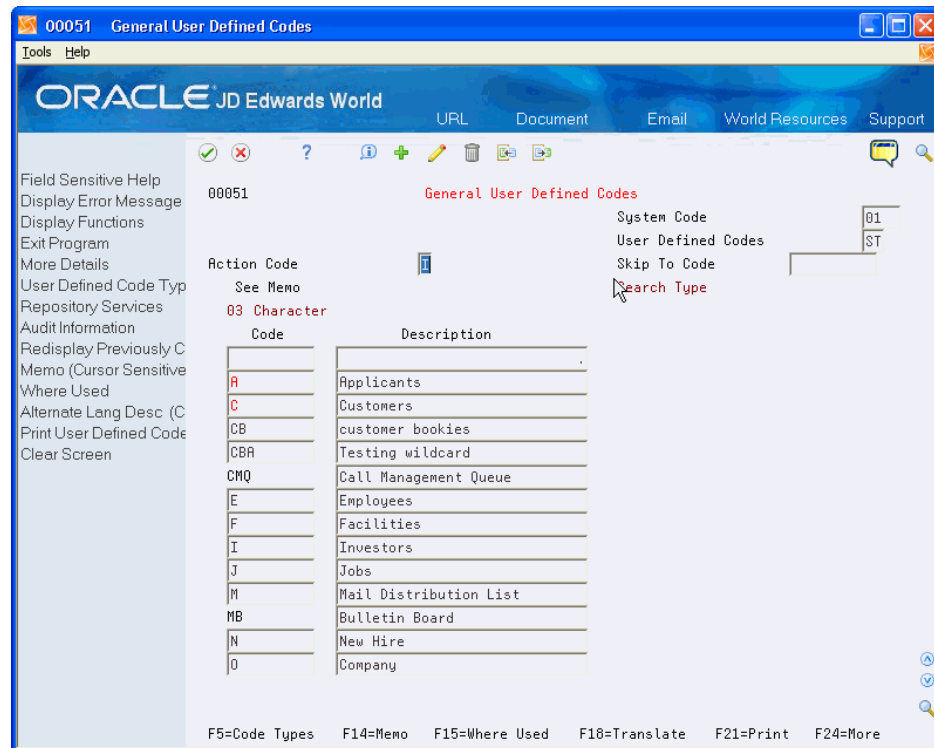 00051 General User Defined Codes
Tools Help
ORACLE JD Edwards World
URL Document Email World Resources Support
Field Sensitive Help
Display Error Message
Display Functions
Exit Program
More Details
User Defined Code Typ
Repository Services
Audit Information
Redisplay Previously C
Memo (Cursor Sensitive
Where Used
Alternate Lang Desc (C
Print User Defined Code
Clear Screen
00051 General User Defined Codes
System Code 01
User Defined Codes ST
Action Code I Skip To Code
See Memo Search Type
03 Character
Code Description
.
A Applicants
C Customers
CB customer bookies
CBA Testing wildcard
CMQ Call Management Queue
E Employees
F Facilities
I Investors
J Jobs
M Mail Distribution List
MB Bulletin Board
N New Hire
O Company
F5=Code Types F14=Memo F15=Where Used F18=Translate F21=Print F24=More